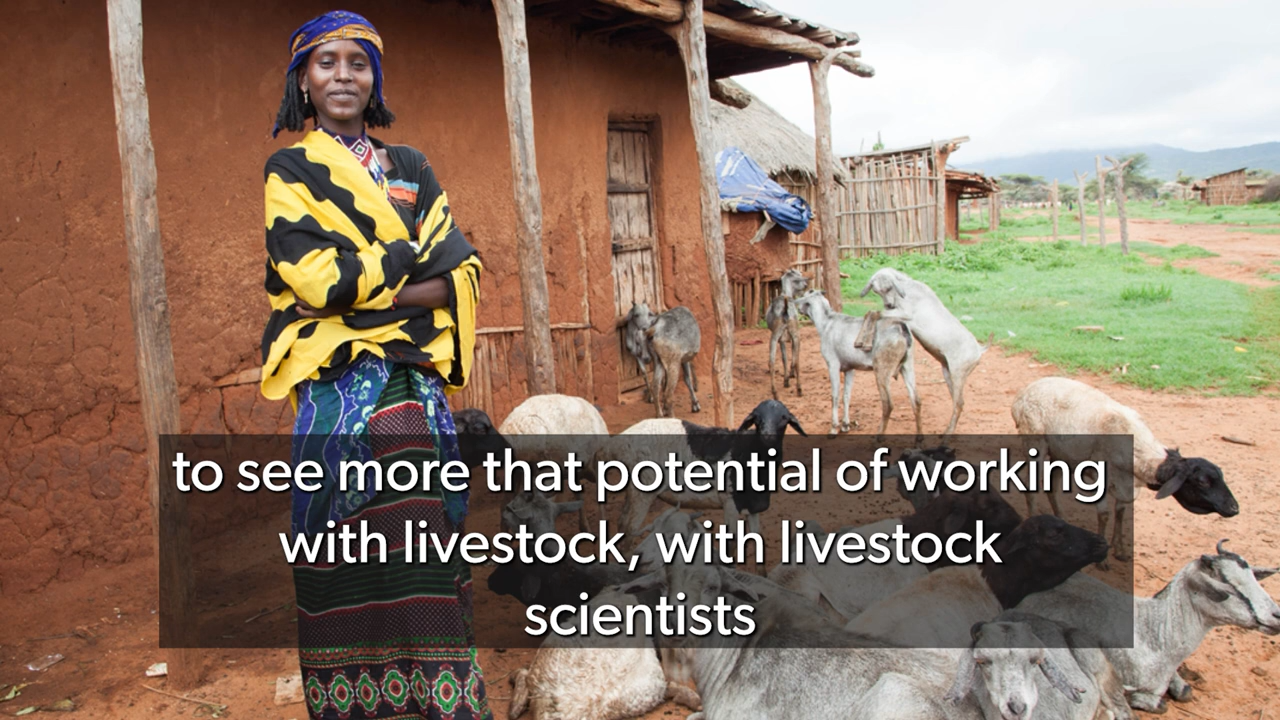 to see more that potential of working
with livestock, with livestock
scientists